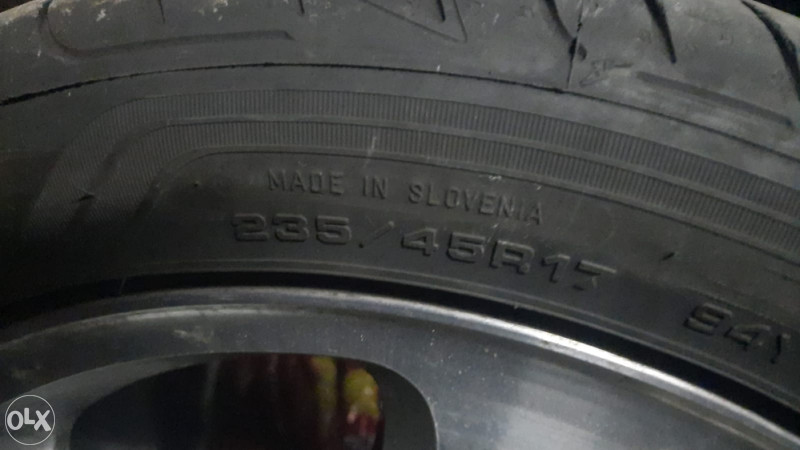 MADE IN SLOVENIA
235/45R17 94
OLX